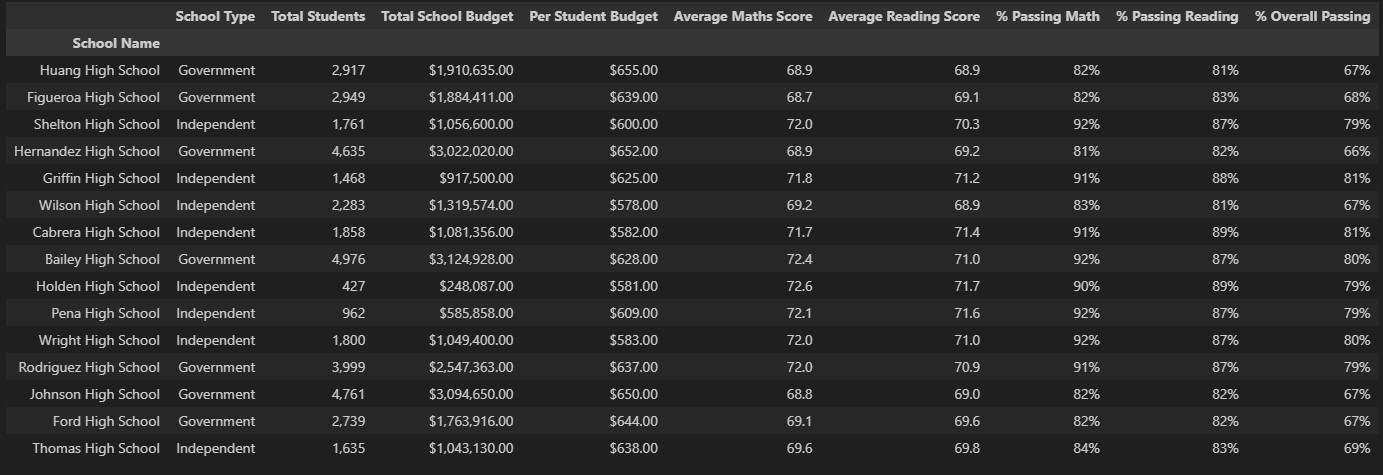 School Type Total Students Total School Budget Per Student Budget Average Maths Score Average Reading Score % Passing Math % Passing Reading % Overall Passing
School Name
Huang High School Government 2,917 $1,910,635.00 $655.00 68.9 68.9 82% 81% 67%
Figueroa High School Government 2,949 $1,884,411.00 $639.00 68.7 69.1 82% 83% 68%
Shelton High School Independent 1,761 $1,056,600.00 $600.00 72.0 70.3 92% 87% 79%
Hernandez High School Government 4,635 $3,022,020.00 $652.00 68.9 69.2 81% 82% 66%
Griffin High School Independent 1,468 $917,500.00 $625.00 71.8 71.2 91% 88% 81%
Wilson High School Independent 2,283 $1,319,574.00 $578.00 69.2 68.9 83% 81% 67%
Cabrera High School Independent 1,858 $1,081,356.00 $582.00 71.7 71.4 91% 89% 81%
Bailey High School Government 4,976 $3,124,928.00 $628.00 72.4 71.0 92% 87% 80%
Holden High School Independent 427 $248,087.00 $581.00 72.6 71.7 90% 89% 79%
Pena High School Independent 962 $585,858.00 $609.00 72.1 71.6 92% 87% 79%
Wright High School Independent 1,800 $1,049,400.00 $583.00 72.0 71.0 92% 87% 80%
Rodriguez High School Government 3,999 $2,547,363.00 $637.00 72.0 70.9 91% 87% 79%
Johnson High School Government 4,761 $3,094,650.00 $650.00 68.8 69.0 82% 82% 67%
Ford High School Government 2,739 $1,763,916.00 $644.00 69.1 69.6 82% 82% 67%
Thomas High School Independent 1,635 $1,043,130.00 $638.00 69.6 69.8 84% 83% 69%